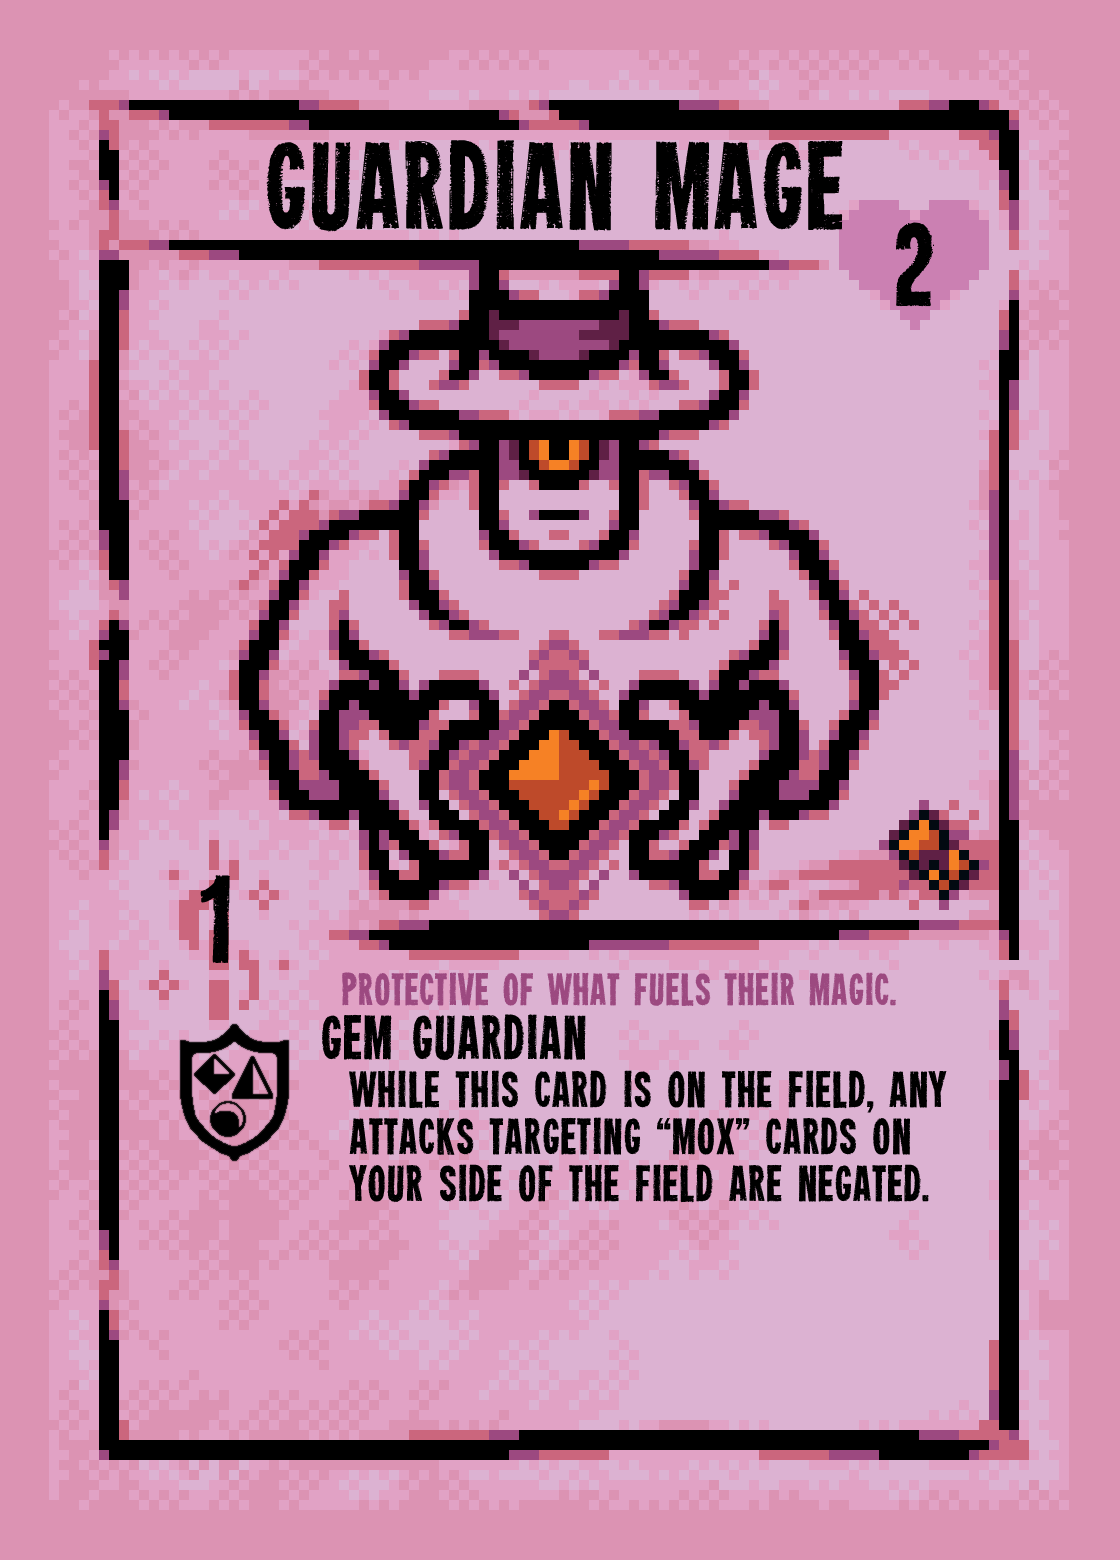 GUARDIAN MAGE
2
1
PROTECTIVE OF WHAT FUELS THEIR MAGIC.
GEM GUARDIAN
WHILE THIS CARD IS ON THE FIELD, ANY
ATTACKS TARGETING “MOX” CARDS ON
YOUR SIDE OF THE FIELD ARE NEGATED.